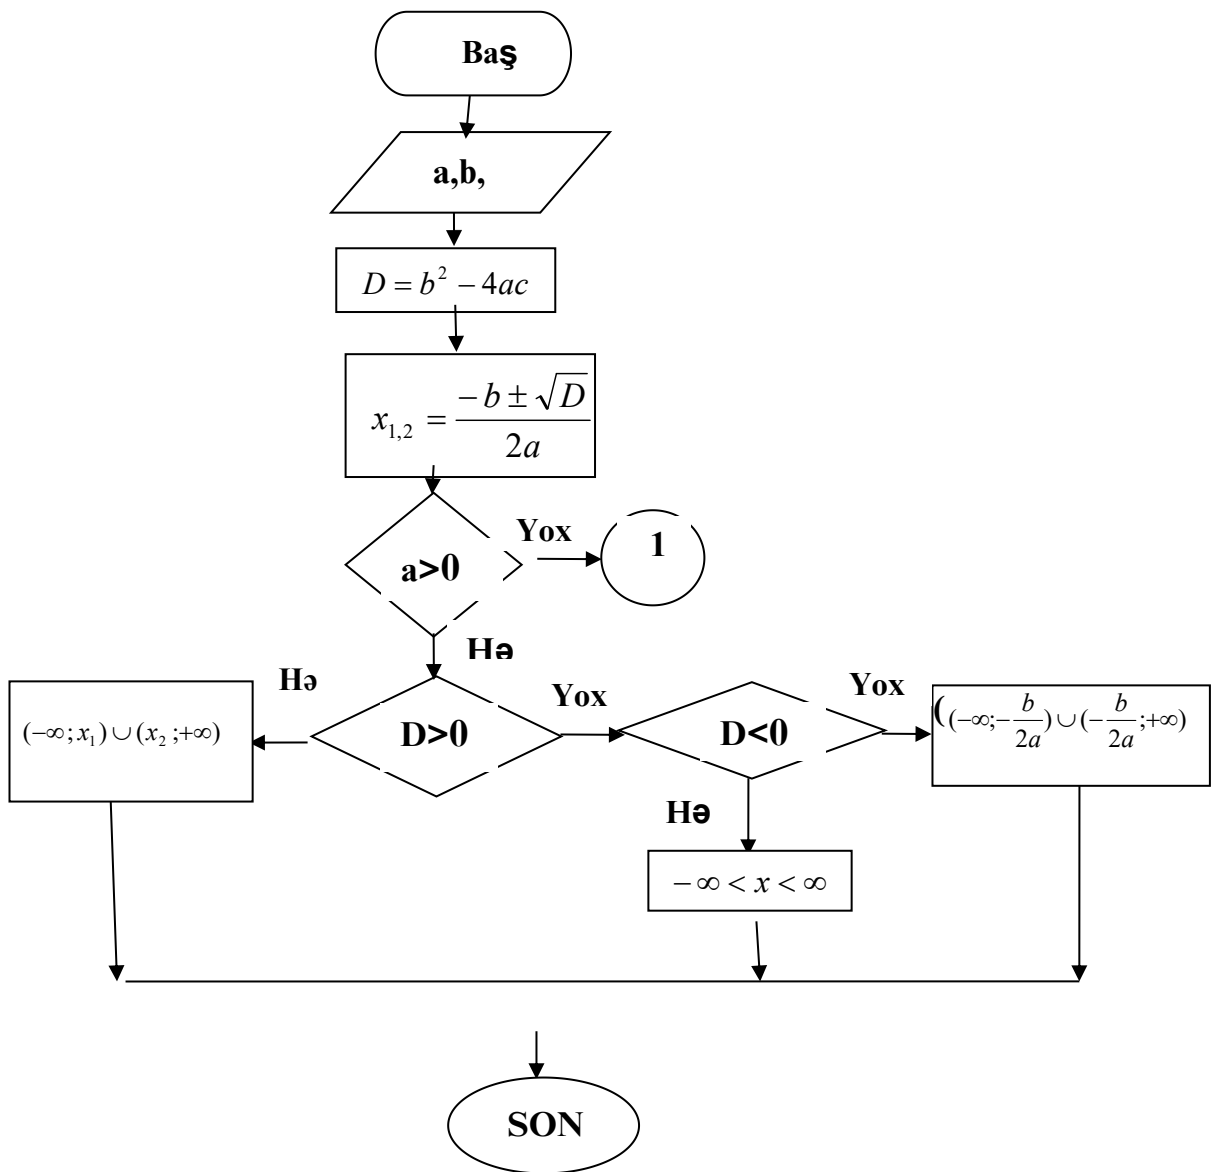 Baş
a,b,
D = b² − 4ac
x₁,₂ = (−b ± √D) / 2a
Yox
1
a>0
Hə
Hə
Yox
Yox
(−∞; x₁) ∪ (x₂ ;+∞)
D>0
D<0
( (−∞;−b/2a) ∪ (−b/2a;+∞)
Hə
− ∞ < x < ∞
SON